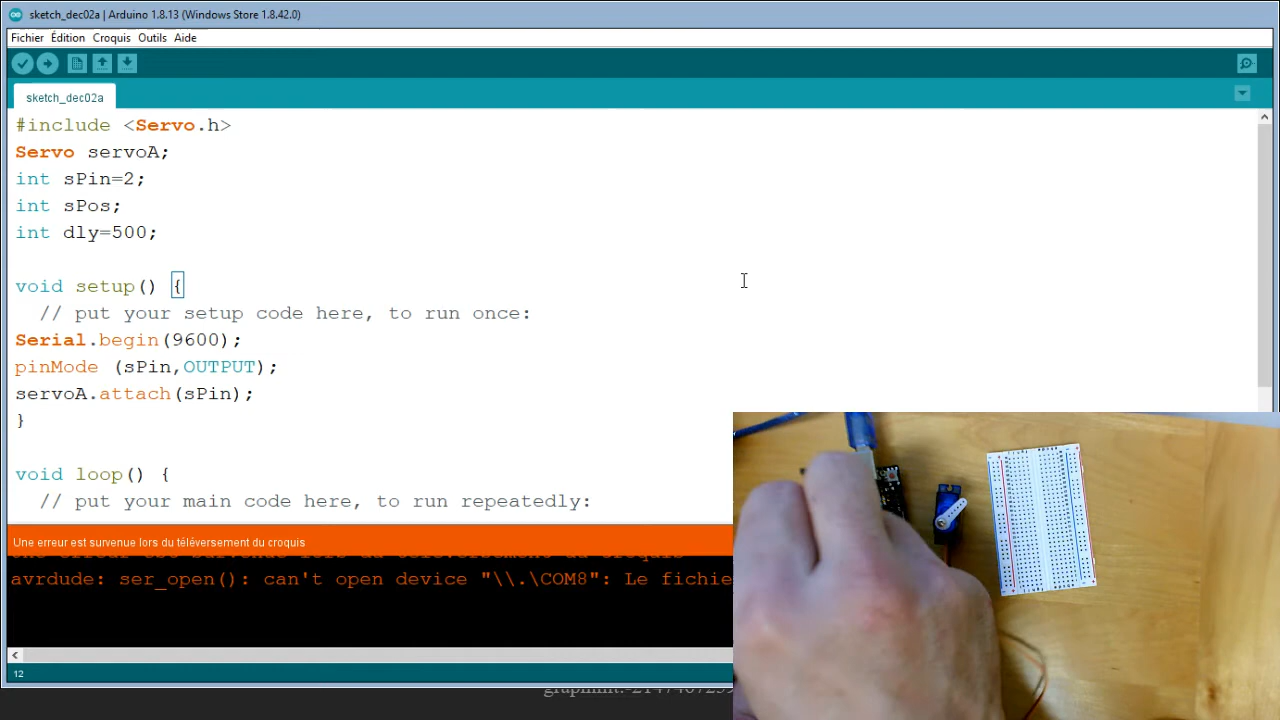 sketch_dec02a | Arduino 1.8.13 (Windows Store 1.8.42.0)
Fichier Édition Croquis Outils Aide
sketch_dec02a
#include <Servo.h>
Servo servoA;
int sPin=2;
int sPos;
int dly=500;
void setup() {
// put your setup code here, to run once:
Serial.begin(9600);
pinMode (sPin,OUTPUT);
servoA.attach(sPin);
}
void loop() {
// put your main code here, to run repeatedly:
Une erreur est survenue lors du téléversement du croquis
avrdude: ser_open(): can't open device "\\.\COM8": Le fichie
12